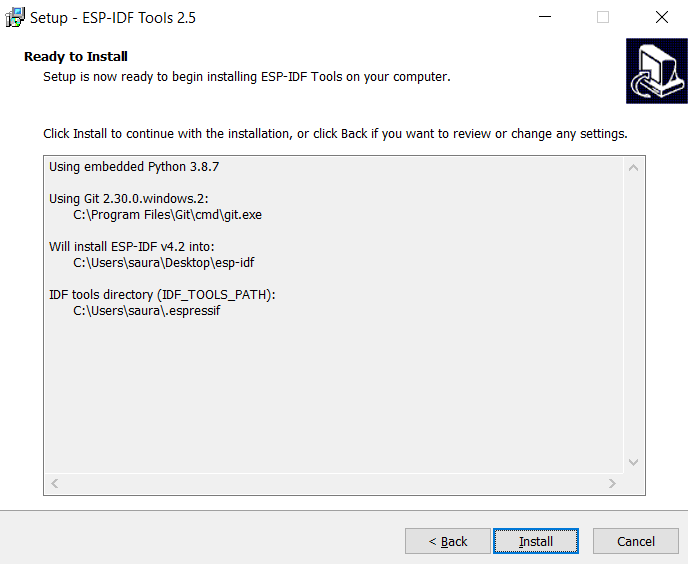 Setup - ESP-IDF Tools 2.5
Ready to Install
Setup is now ready to begin installing ESP-IDF Tools on your computer.
Click Install to continue with the installation, or click Back if you want to review or change any settings.
Using embedded Python 3.8.7
Using Git 2.30.0.windows.2:
C:\Program Files\Git\cmd\git.exe
Will install ESP-IDF v4.2 into:
C:\Users\saura\Desktop\esp-idf
IDF tools directory (IDF_TOOLS_PATH):
C:\Users\saura\.espressif
< Back
Install
Cancel